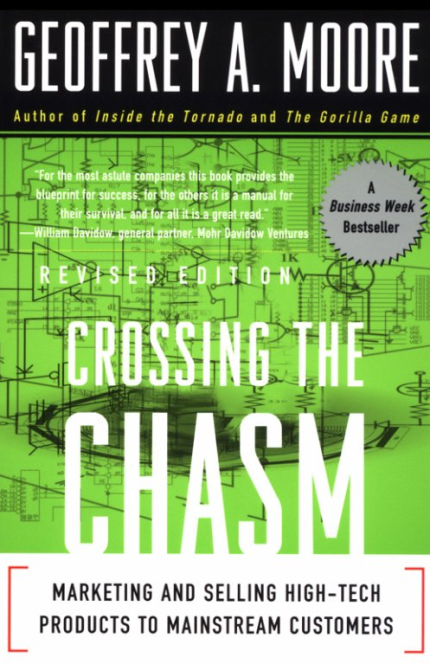 GEOFFREY A. MOORE
Author of Inside the Tornado and The Gorilla Game
"For the most astute companies this book provides the
blueprint for success, for the others it is a manual for
their survival, and for all it is a great read."
—William Davidow, general partner, Mohr Davidow Ventures
A
Business Week
Bestseller
REVISED EDITION
CROSSING THE
CHASM
MARKETING AND SELLING HIGH-TECH
PRODUCTS TO MAINSTREAM CUSTOMERS